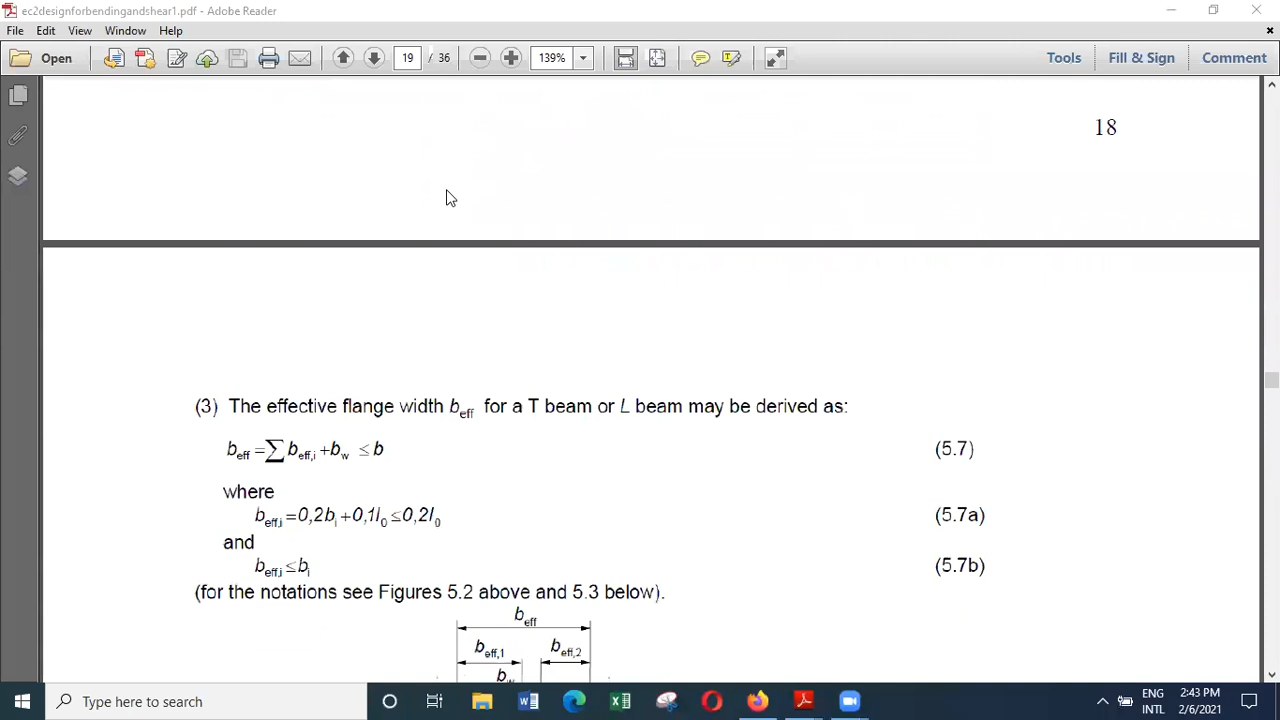 ec2designforbendingandshear1.pdf - Adobe Reader
File Edit View Window Help
Open 19 / 36 139% Tools Fill & Sign Comment
18
(3) The effective flange width beff for a T beam or L beam may be derived as:
beff =∑ beff,i +bw ≤ b (5.7)
where
beff,i =0,2bi+0,1l0 ≤0,2l0 (5.7a)
and
beff,i ≤bi (5.7b)
(for the notations see Figures 5.2 above and 5.3 below).
beff
beff,1 beff,2
bw
Type here to search
ENG
INTL
2:43 PM
2/6/2021